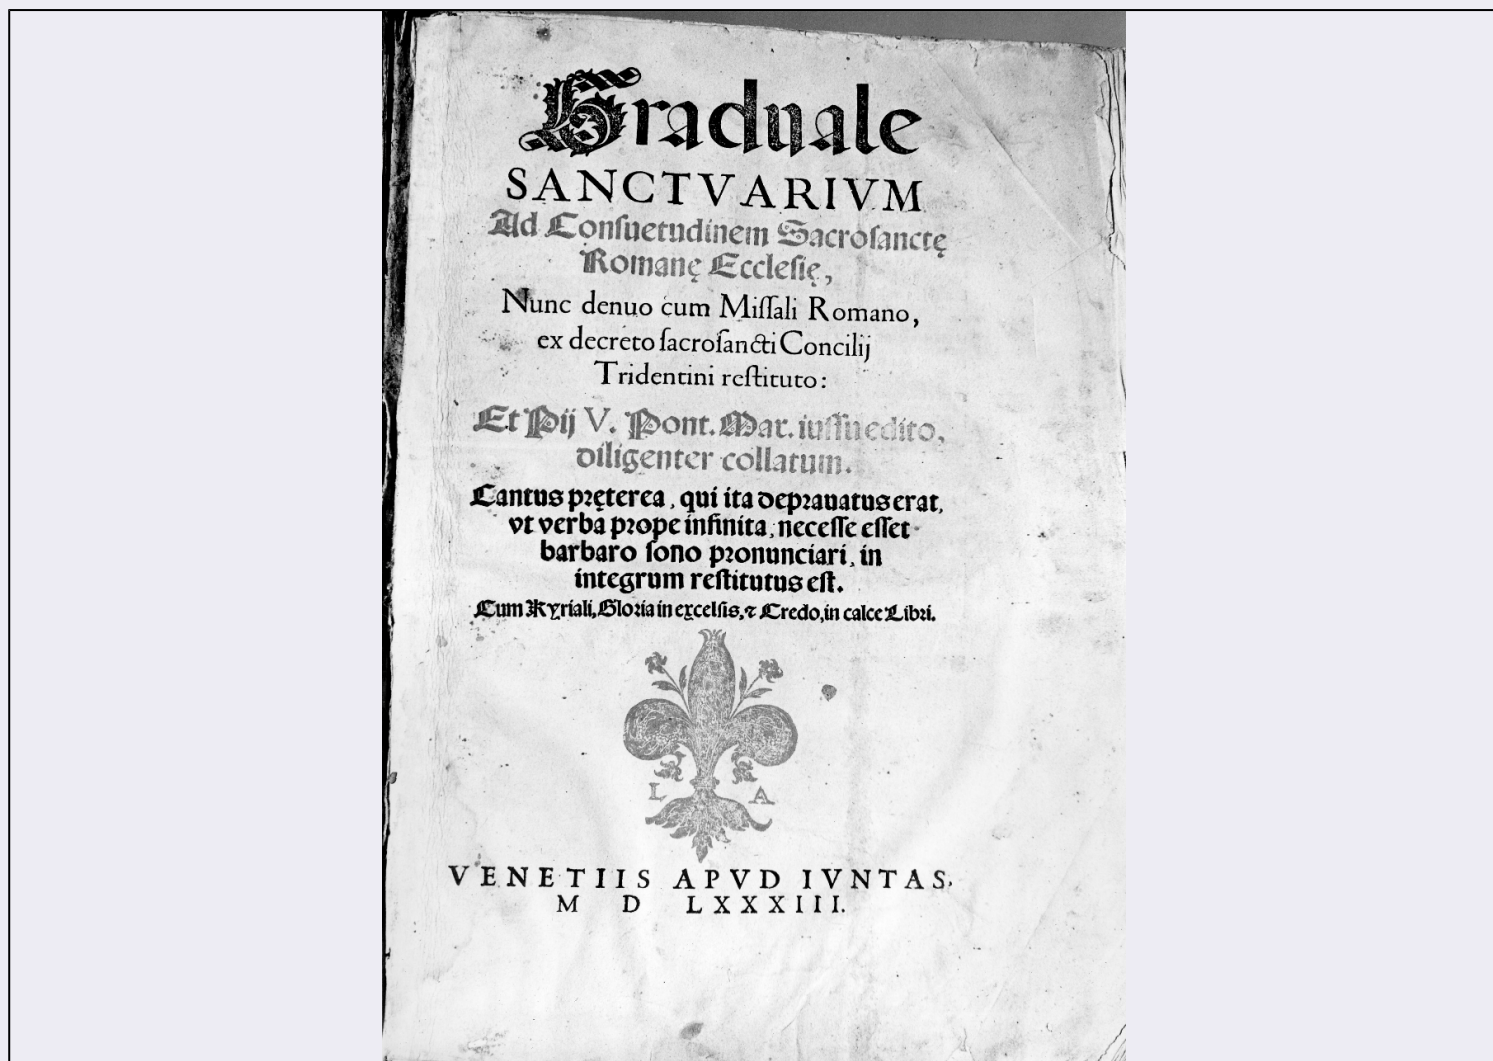 Graduale
SANCTVARIVM
Ad Conſuetudinem Sacroſanctę
Romanę Eccleſię,
Nunc denuo cum Miſſali Romano,
ex decreto ſacroſancti Concilij
Tridentini reſtituto:
Et Pij V. Pont. Max. iuſſu edito,
diligenter collatum.
Cantus pręterea, qui ita deprauatus erat,
vt verba prope infinita, neceſſe eſſet
barbaro ſono pronunciari, in
integrum reſtitutus eſt.
Cum Kyriali, Gloria in excelſis, ⁊ Credo, in calce Libri.
L A
VENETIIS APVD IVNTAS,
M D LXXXIII.